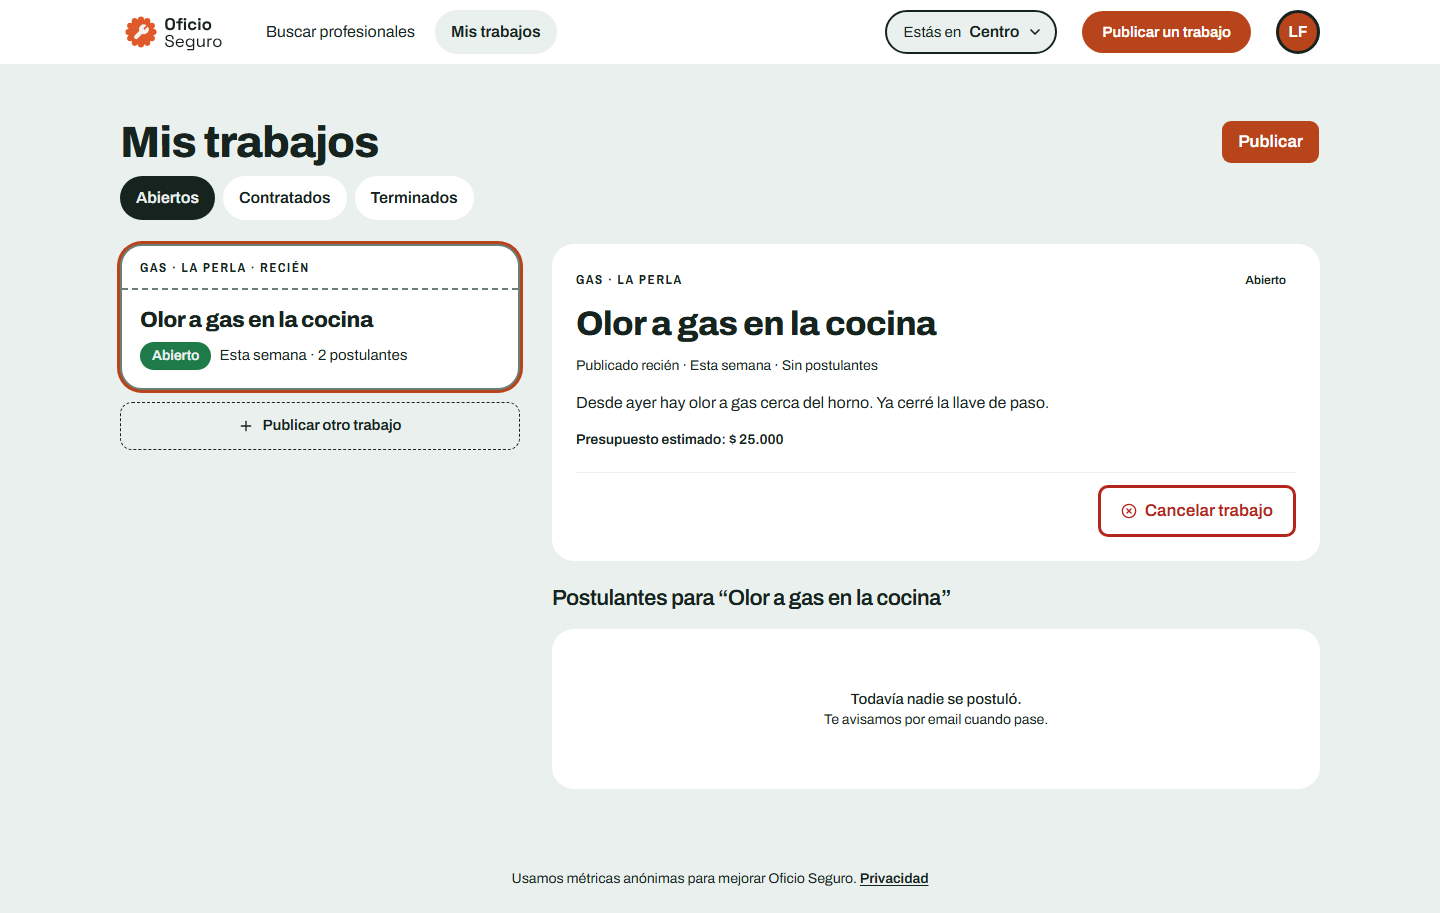 Oficio
Seguro
Buscar profesionales
Mis trabajos
Estás en Centro
Publicar un trabajo
LF
Mis trabajos
Publicar
Abiertos
Contratados
Terminados
GAS · LA PERLA · RECIÉN
Olor a gas en la cocina
Abierto Esta semana · 2 postulantes
Publicar otro trabajo
GAS · LA PERLA
Abierto
Olor a gas en la cocina
Publicado recién · Esta semana · Sin postulantes
Desde ayer hay olor a gas cerca del horno. Ya cerré la llave de paso.
Presupuesto estimado: $ 25.000
Cancelar trabajo
Postulantes para “Olor a gas en la cocina”
Todavía nadie se postuló.
Te avisamos por email cuando pase.
Usamos métricas anónimas para mejorar Oficio Seguro. Privacidad